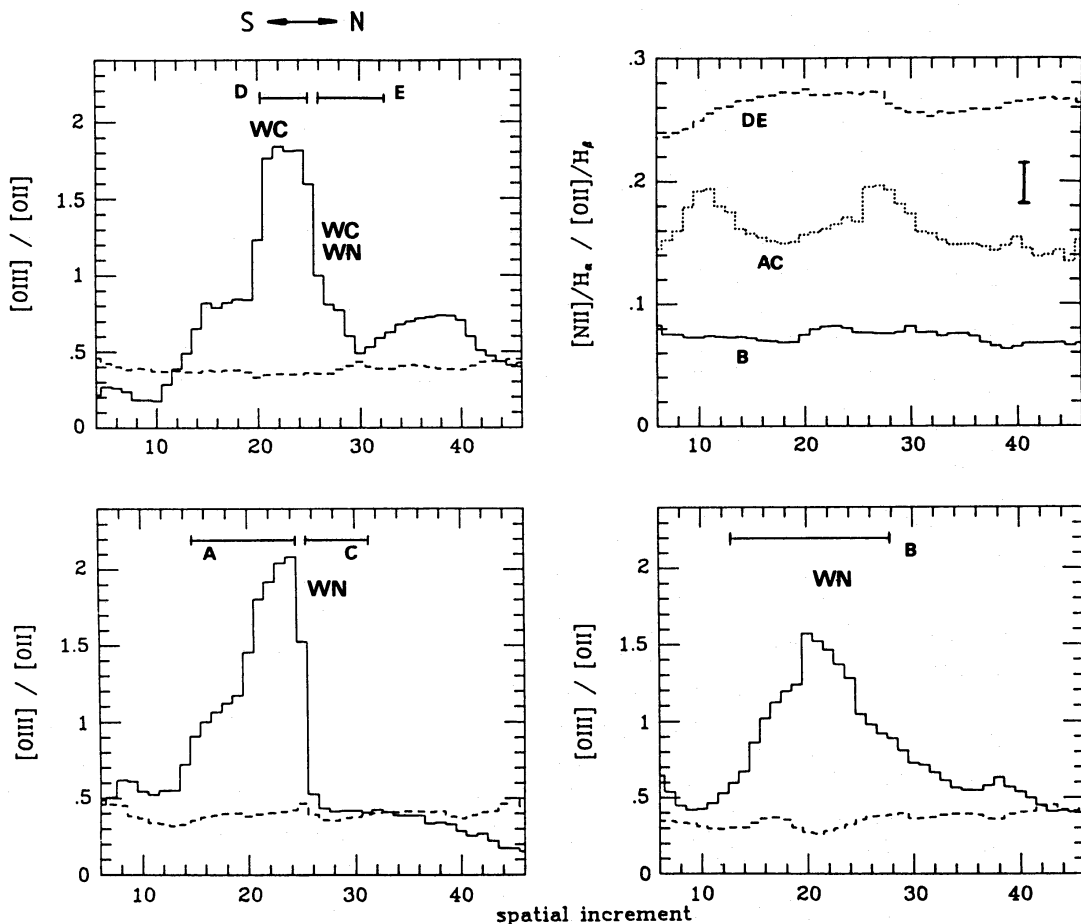 S ⟷ N
D E
WC
WC
WN
[OIII] / [OII]
2
1.5
1
.5
0
10 20 30 40
.3
.2
.1
0
[NII]/Hα / [OII]/Hβ
DE
AC
B
10 20 30 40
A C
WN
[OIII] / [OII]
2
1.5
1
.5
0
10 20 30 40
B
WN
[OIII] / [OII]
2
1.5
1
.5
0
10 20 30 40
spatial increment